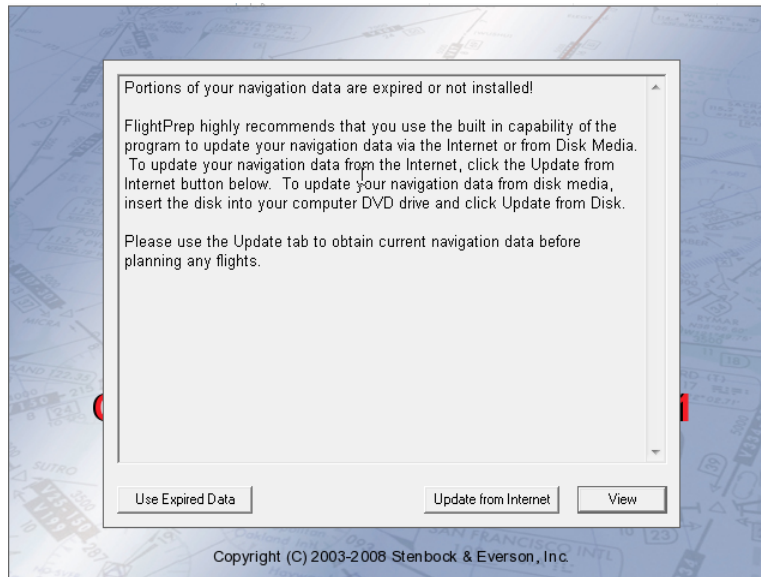 Portions of your navigation data are expired or not installed!
FlightPrep highly recommends that you use the built in capability of the
program to update your navigation data via the Internet or from Disk Media.
To update your navigation data from the Internet, click the Update from
Internet button below.  To update your navigation data from disk media,
insert the disk into your computer DVD drive and click Update from Disk.
Please use the Update tab to obtain current navigation data before
planning any flights.
Use Expired Data
Update from Internet
View
Copyright (C) 2003-2008 Stenbock & Everson, Inc.
SAN FRANCISCO INTL
SUTRO